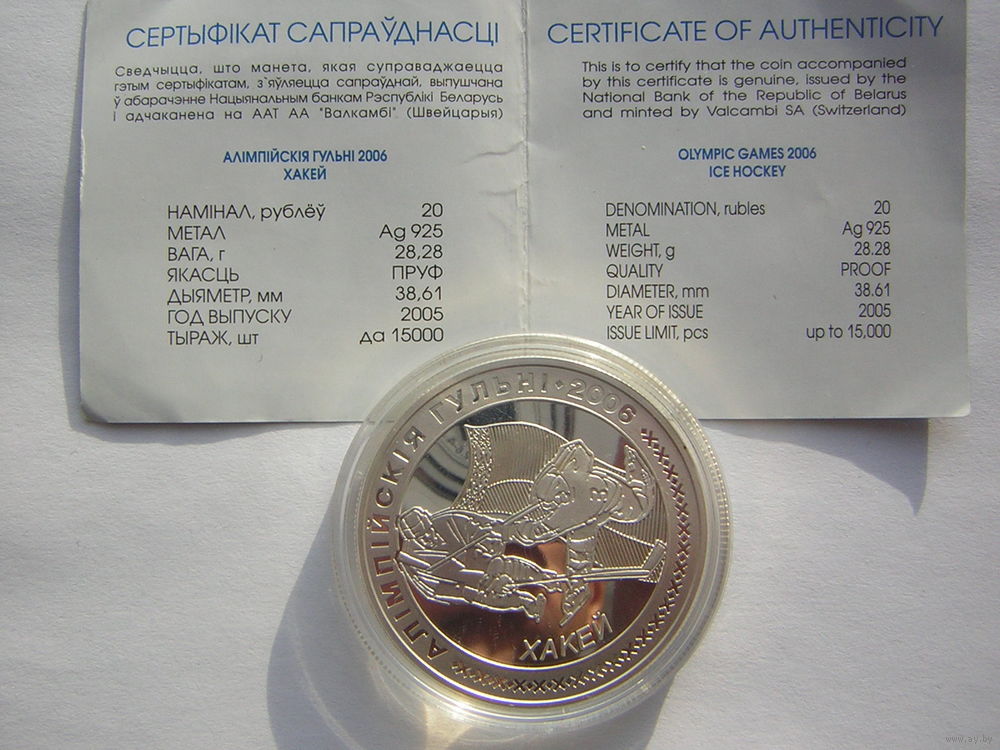 СЕРТЫФІКАТ САПРАЎДНАСЦІ
Сведчыцца, што манета, якая суправаджаецца
гэтым сертыфікатам, з'яўляецца сапраўднай, выпушчана
ў абарачэнне Нацыянальным банкам Рэспублікі Беларусь
і адчаканена на ААТ АА "Валкамбі" (Швейцарыя)
АЛІМПІЙСКІЯ ГУЛЬНІ 2006
ХАКЕЙ
НАМІНАЛ, рублёў 20
МЕТАЛ Ag 925
ВАГА, г 28,28
ЯКАСЦЬ ПРУФ
ДЫЯМЕТР, мм 38,61
ГОД ВЫПУСКУ 2005
ТЫРАЖ, шт да 15000
CERTIFICATE OF AUTHENTICITY
This is to certify that the coin accompanied
by this certificate is genuine, issued by the
National Bank of the Republic of Belarus
and minted by Valcambi SA (Switzerland)
OLYMPIC GAMES 2006
ICE HOCKEY
DENOMINATION, rubles 20
METAL Ag 925
WEIGHT, g 28.28
QUALITY PROOF
DIAMETER, mm 38.61
YEAR OF ISSUE 2005
ISSUE LIMIT, pcs up to 15,000
АЛІМПІЙСКІЯ ГУЛЬНІ 2006
ХАКЕЙ
www.ay.by